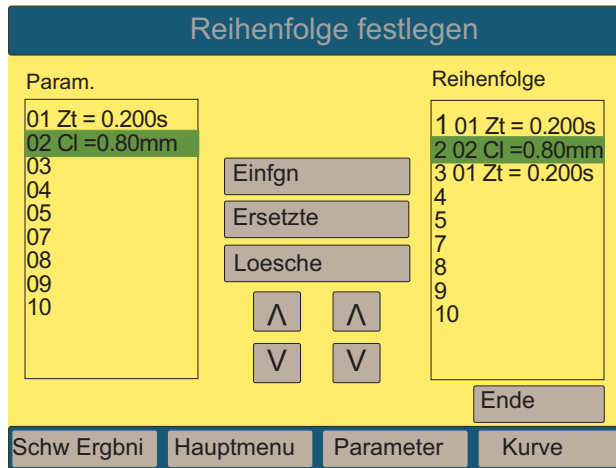 Reihenfolge festlegen
Param.
01 Zt = 0.200s
02 Cl =0.80mm
03
04
05
07
08
09
10
Einfgn
Ersetzte
Loesche
Λ Λ
V V
Reihenfolge
1 01 Zt = 0.200s
2 02 Cl =0.80mm
3 01 Zt = 0.200s
4
5
7
8
9
10
Ende
Schw Ergbni Hauptmenu Parameter Kurve